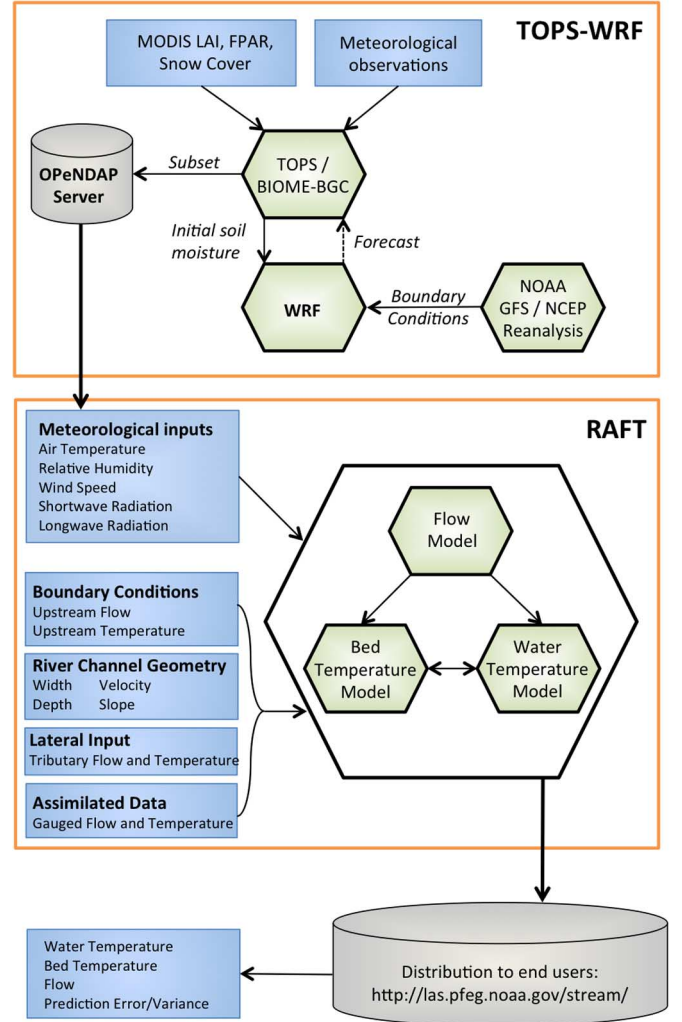 TOPS-WRF
MODIS LAI, FPAR,
Snow Cover
Meteorological
observations
OPeNDAP
Server
Subset
TOPS /
BIOME-BGC
Initial soil
moisture
Forecast
WRF
Boundary
Conditions
NOAA
GFS / NCEP
Reanalysis
RAFT
Meteorological inputs
Air Temperature
Relative Humidity
Wind Speed
Shortwave Radiation
Longwave Radiation
Boundary Conditions
Upstream Flow
Upstream Temperature
River Channel Geometry
Width Velocity
Depth Slope
Lateral Input
Tributary Flow and Temperature
Assimilated Data
Gauged Flow and Temperature
Flow
Model
Bed
Temperature
Model
Water
Temperature
Model
Water Temperature
Bed Temperature
Flow
Prediction Error/Variance
Distribution to end users:
http://las.pfeg.noaa.gov/stream/